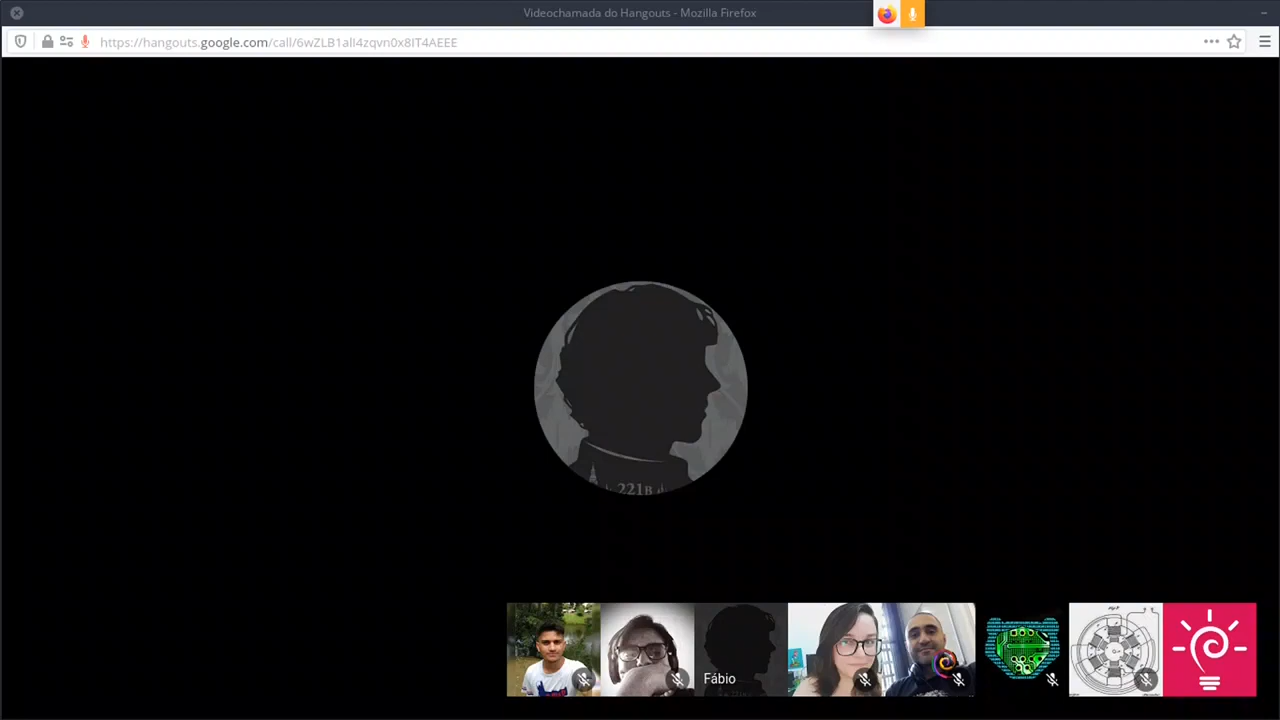 Videochamada do Hangouts - Mozilla Firefox
https://hangouts.google.com/call/6wZLB1alI4zqvn0x8IT4AEEE
221B
Fábio